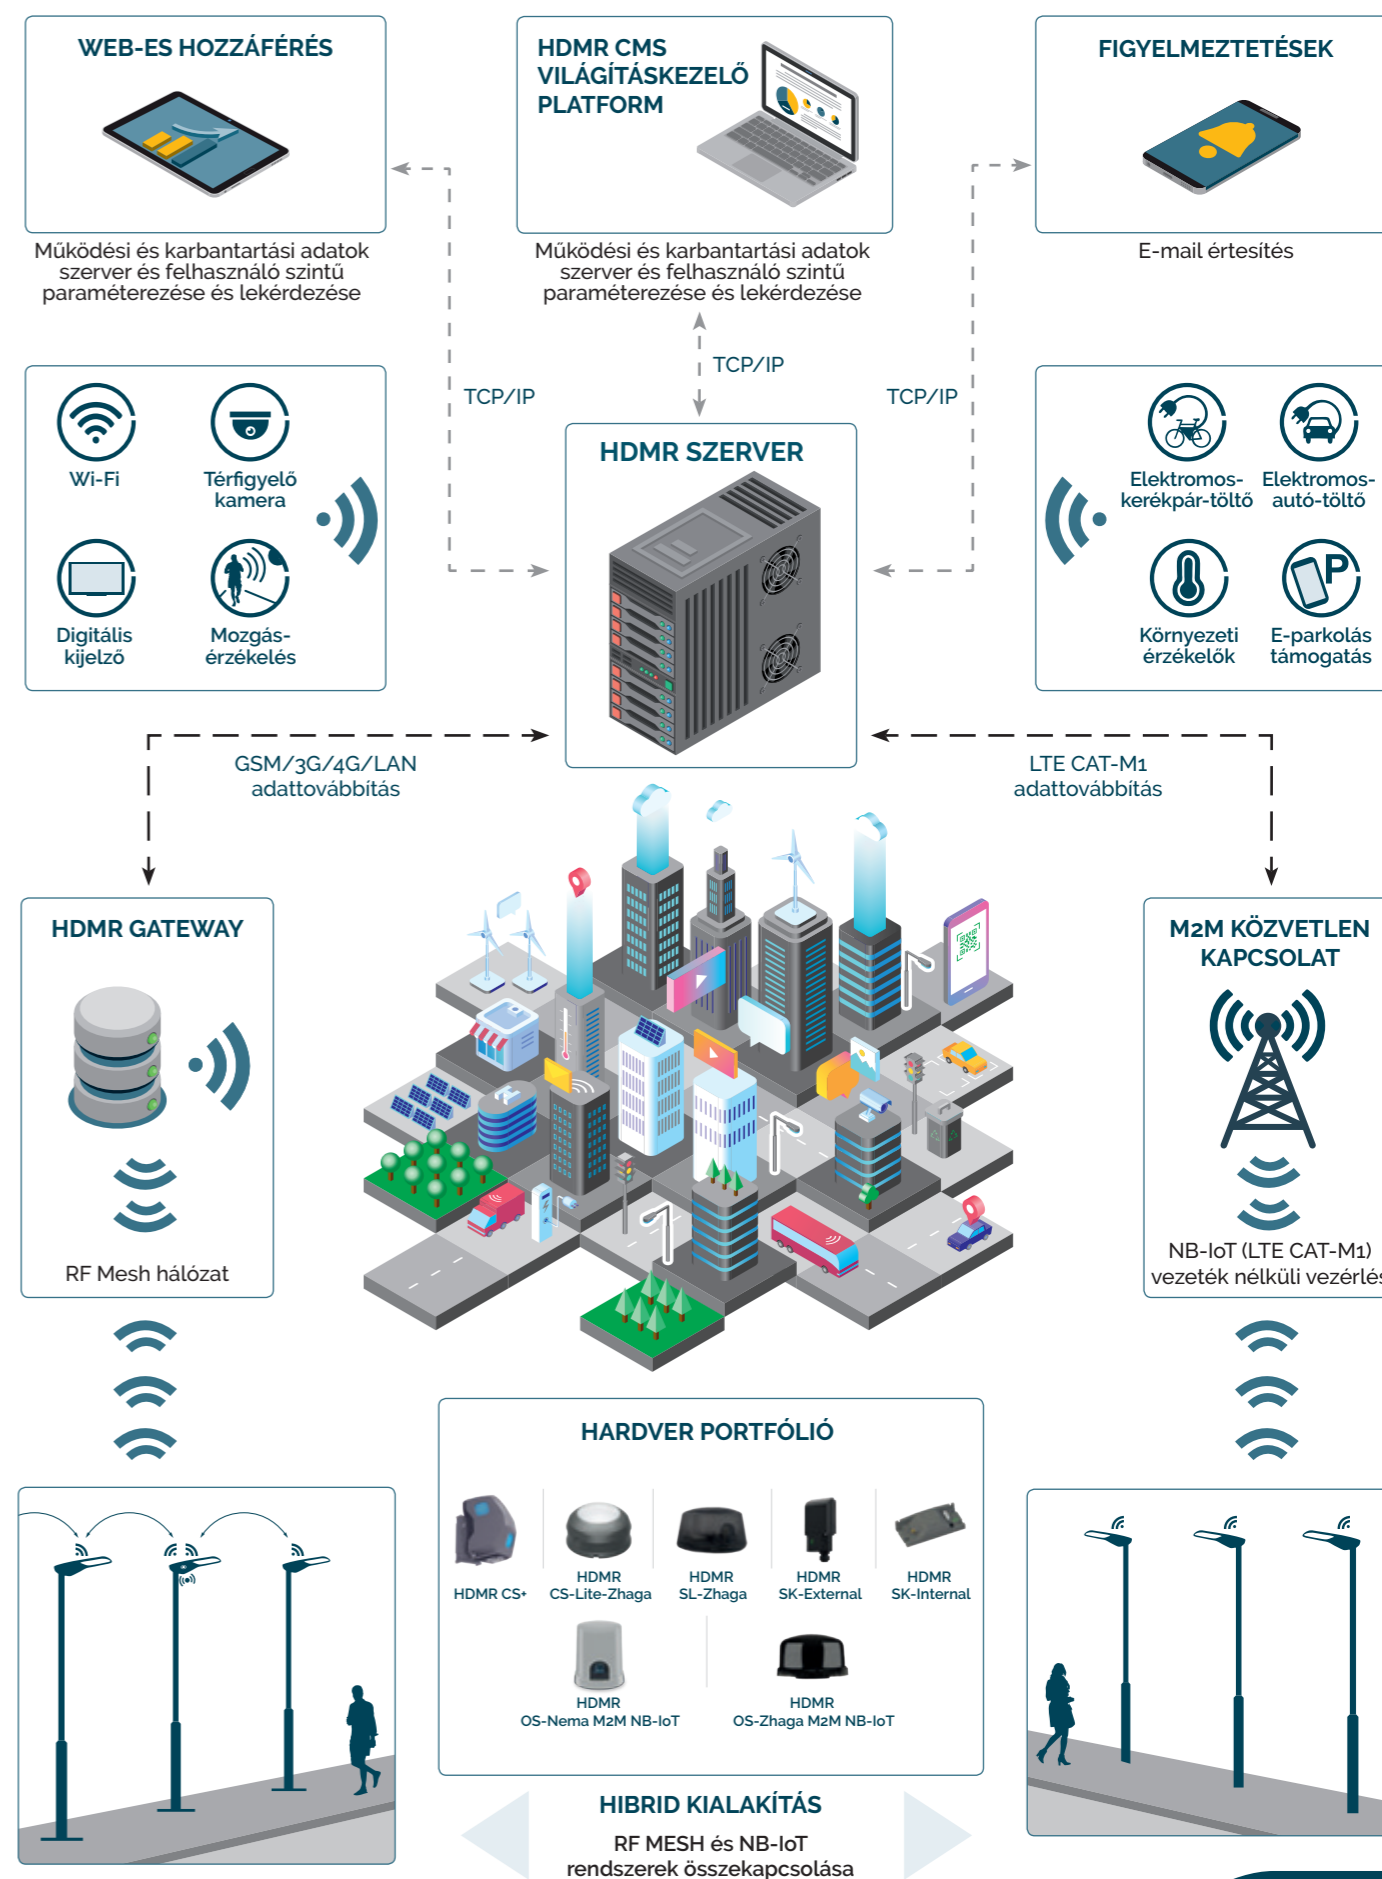 WEB-ES HOZZÁFÉRÉS
Működési és karbantartási adatok
szerver és felhasználó szintű
paraméterezése és lekérdezése
HDMR CMS
VILÁGÍTÁSKEZELŐ
PLATFORM
Működési és karbantartási adatok
szerver és felhasználó szintű
paraméterezése és lekérdezése
FIGYELMEZTETÉSEK
E-mail értesítés
TCP/IP
TCP/IP
TCP/IP
Wi-Fi
Térfigyelő
kamera
Digitális
kijelző
Mozgás-
érzékelés
HDMR SZERVER
Elektromos-
kerékpár-töltő
Elektromos-
autó-töltő
Környezeti
érzékelők
P
E-parkolás
támogatás
GSM/3G/4G/LAN
adattovábbítás
LTE CAT-M1
adattovábbítás
HDMR GATEWAY
RF Mesh hálózat
M2M KÖZVETLEN
KAPCSOLAT
NB-IoT (LTE CAT-M1)
vezeték nélküli vezérlés
HARDVER PORTFÓLIÓ
HDMR CS+
HDMR
CS-Lite-Zhaga
HDMR
SL-Zhaga
HDMR
SK-External
HDMR
SK-Internal
HDMR
OS-Nema M2M NB-IoT
HDMR
OS-Zhaga M2M NB-IoT
HIBRID KIALAKÍTÁS
RF MESH és NB-IoT
rendszerek összekapcsolása